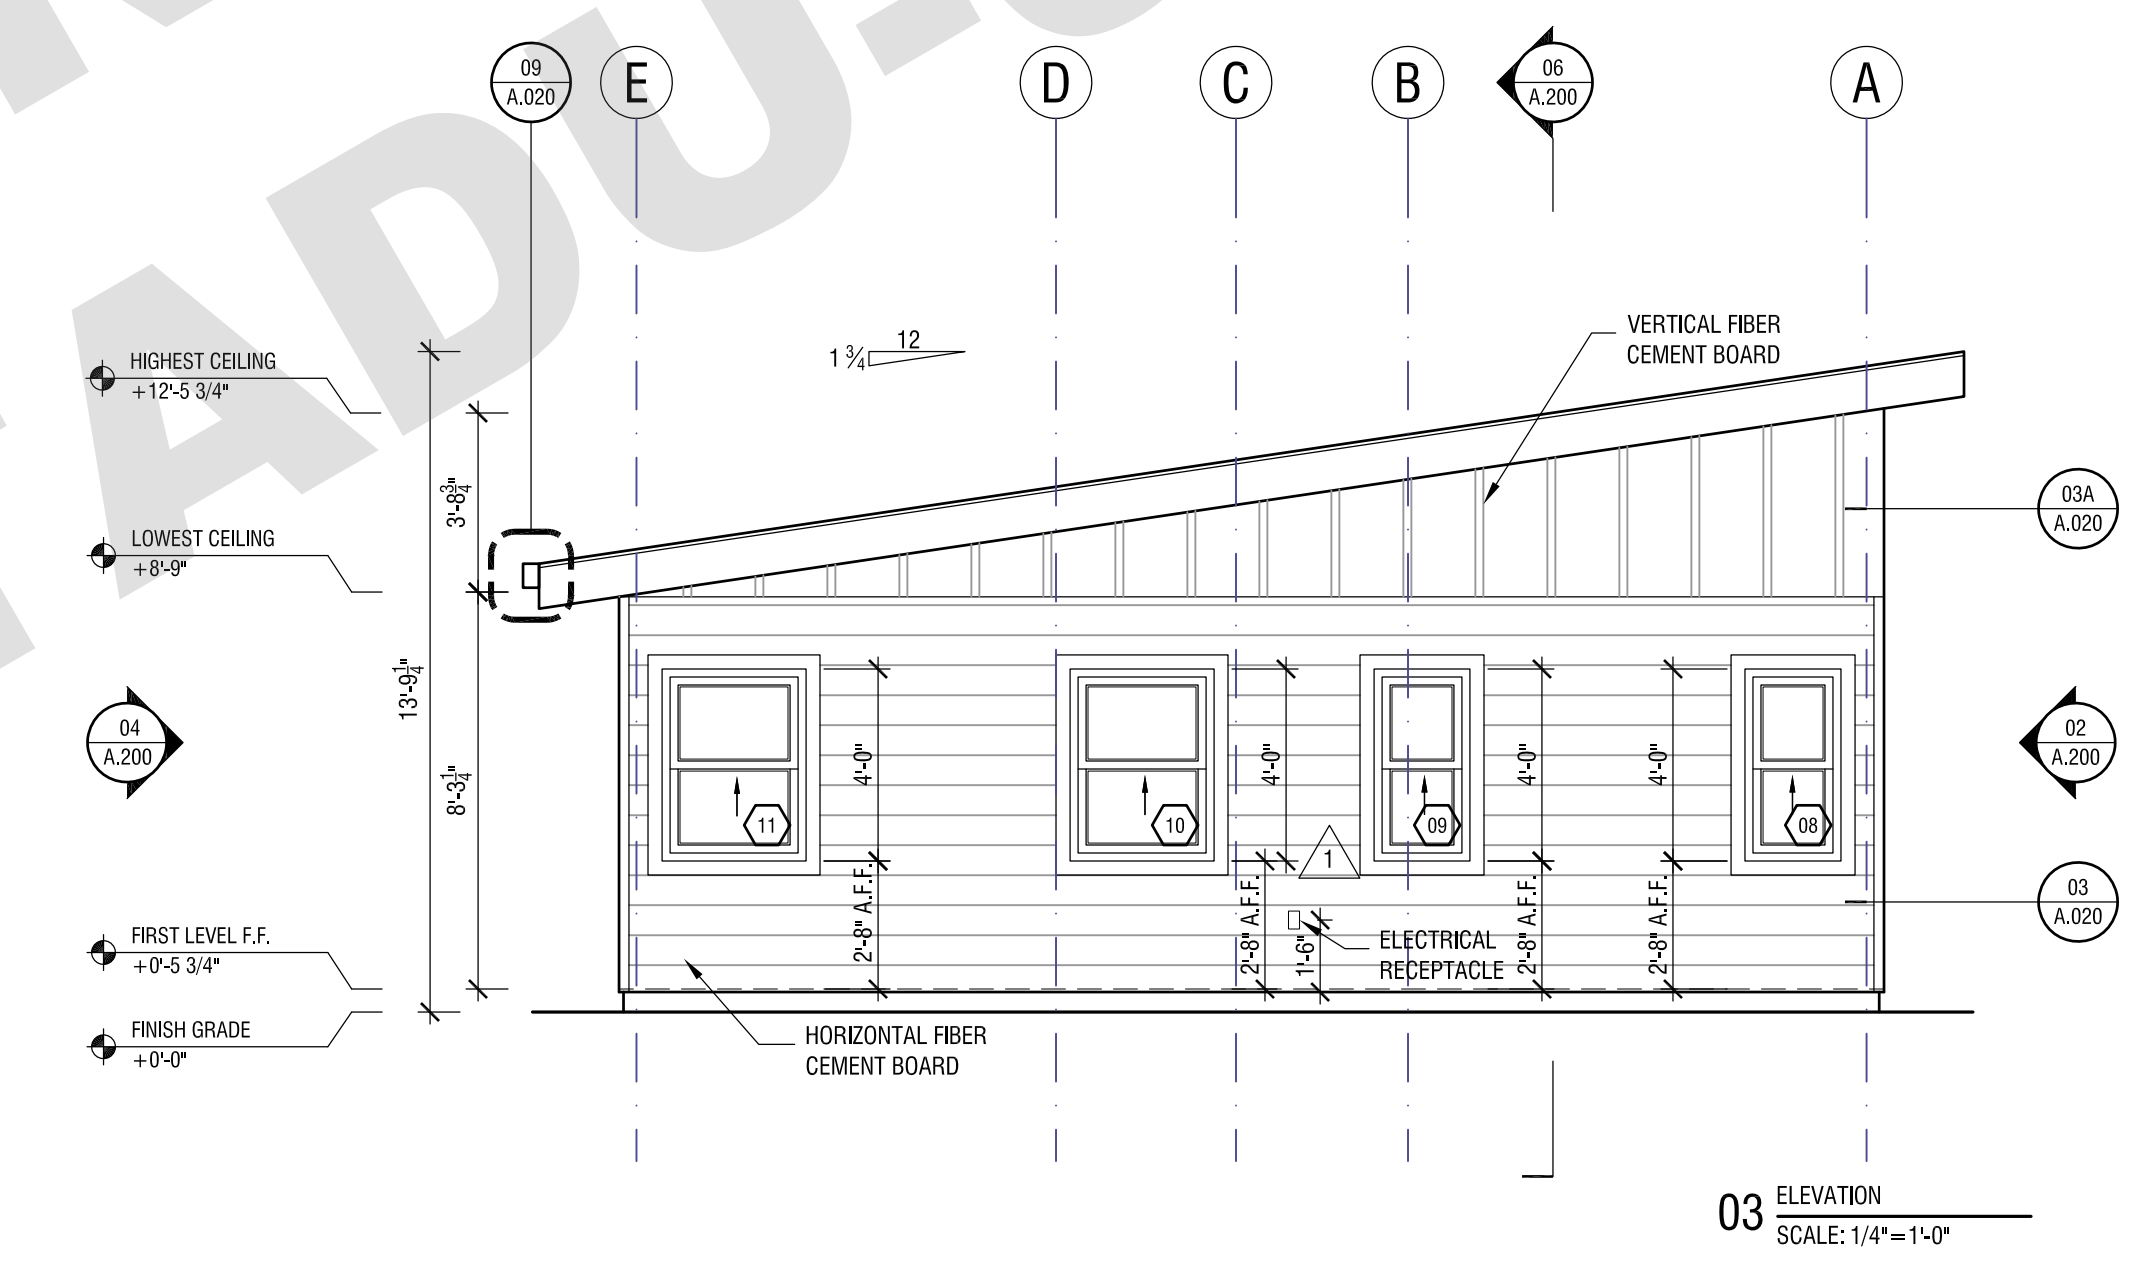 09
A.020
E
D
C
B
06
A.200
A
HIGHEST CEILING
+12'-5 3/4"
LOWEST CEILING
+8'-9"
04
A.200
FIRST LEVEL F.F.
+0'-5 3/4"
FINISH GRADE
+0'-0"
13'-9 1/4"
3'-8 3/4"
8'-3 1/4"
1 3/4
12
VERTICAL FIBER
CEMENT BOARD
03A
A.020
02
A.200
03
A.020
11
4'-0"
2'-8" A.F.F.
10
4'-0"
2'-8" A.F.F.
1
1'-6"
ELECTRICAL
RECEPTACLE
09
4'-0"
2'-8" A.F.F.
4'-0"
2'-8" A.F.F.
08
HORIZONTAL FIBER
CEMENT BOARD
03
ELEVATION
SCALE: 1/4"=1'-0"